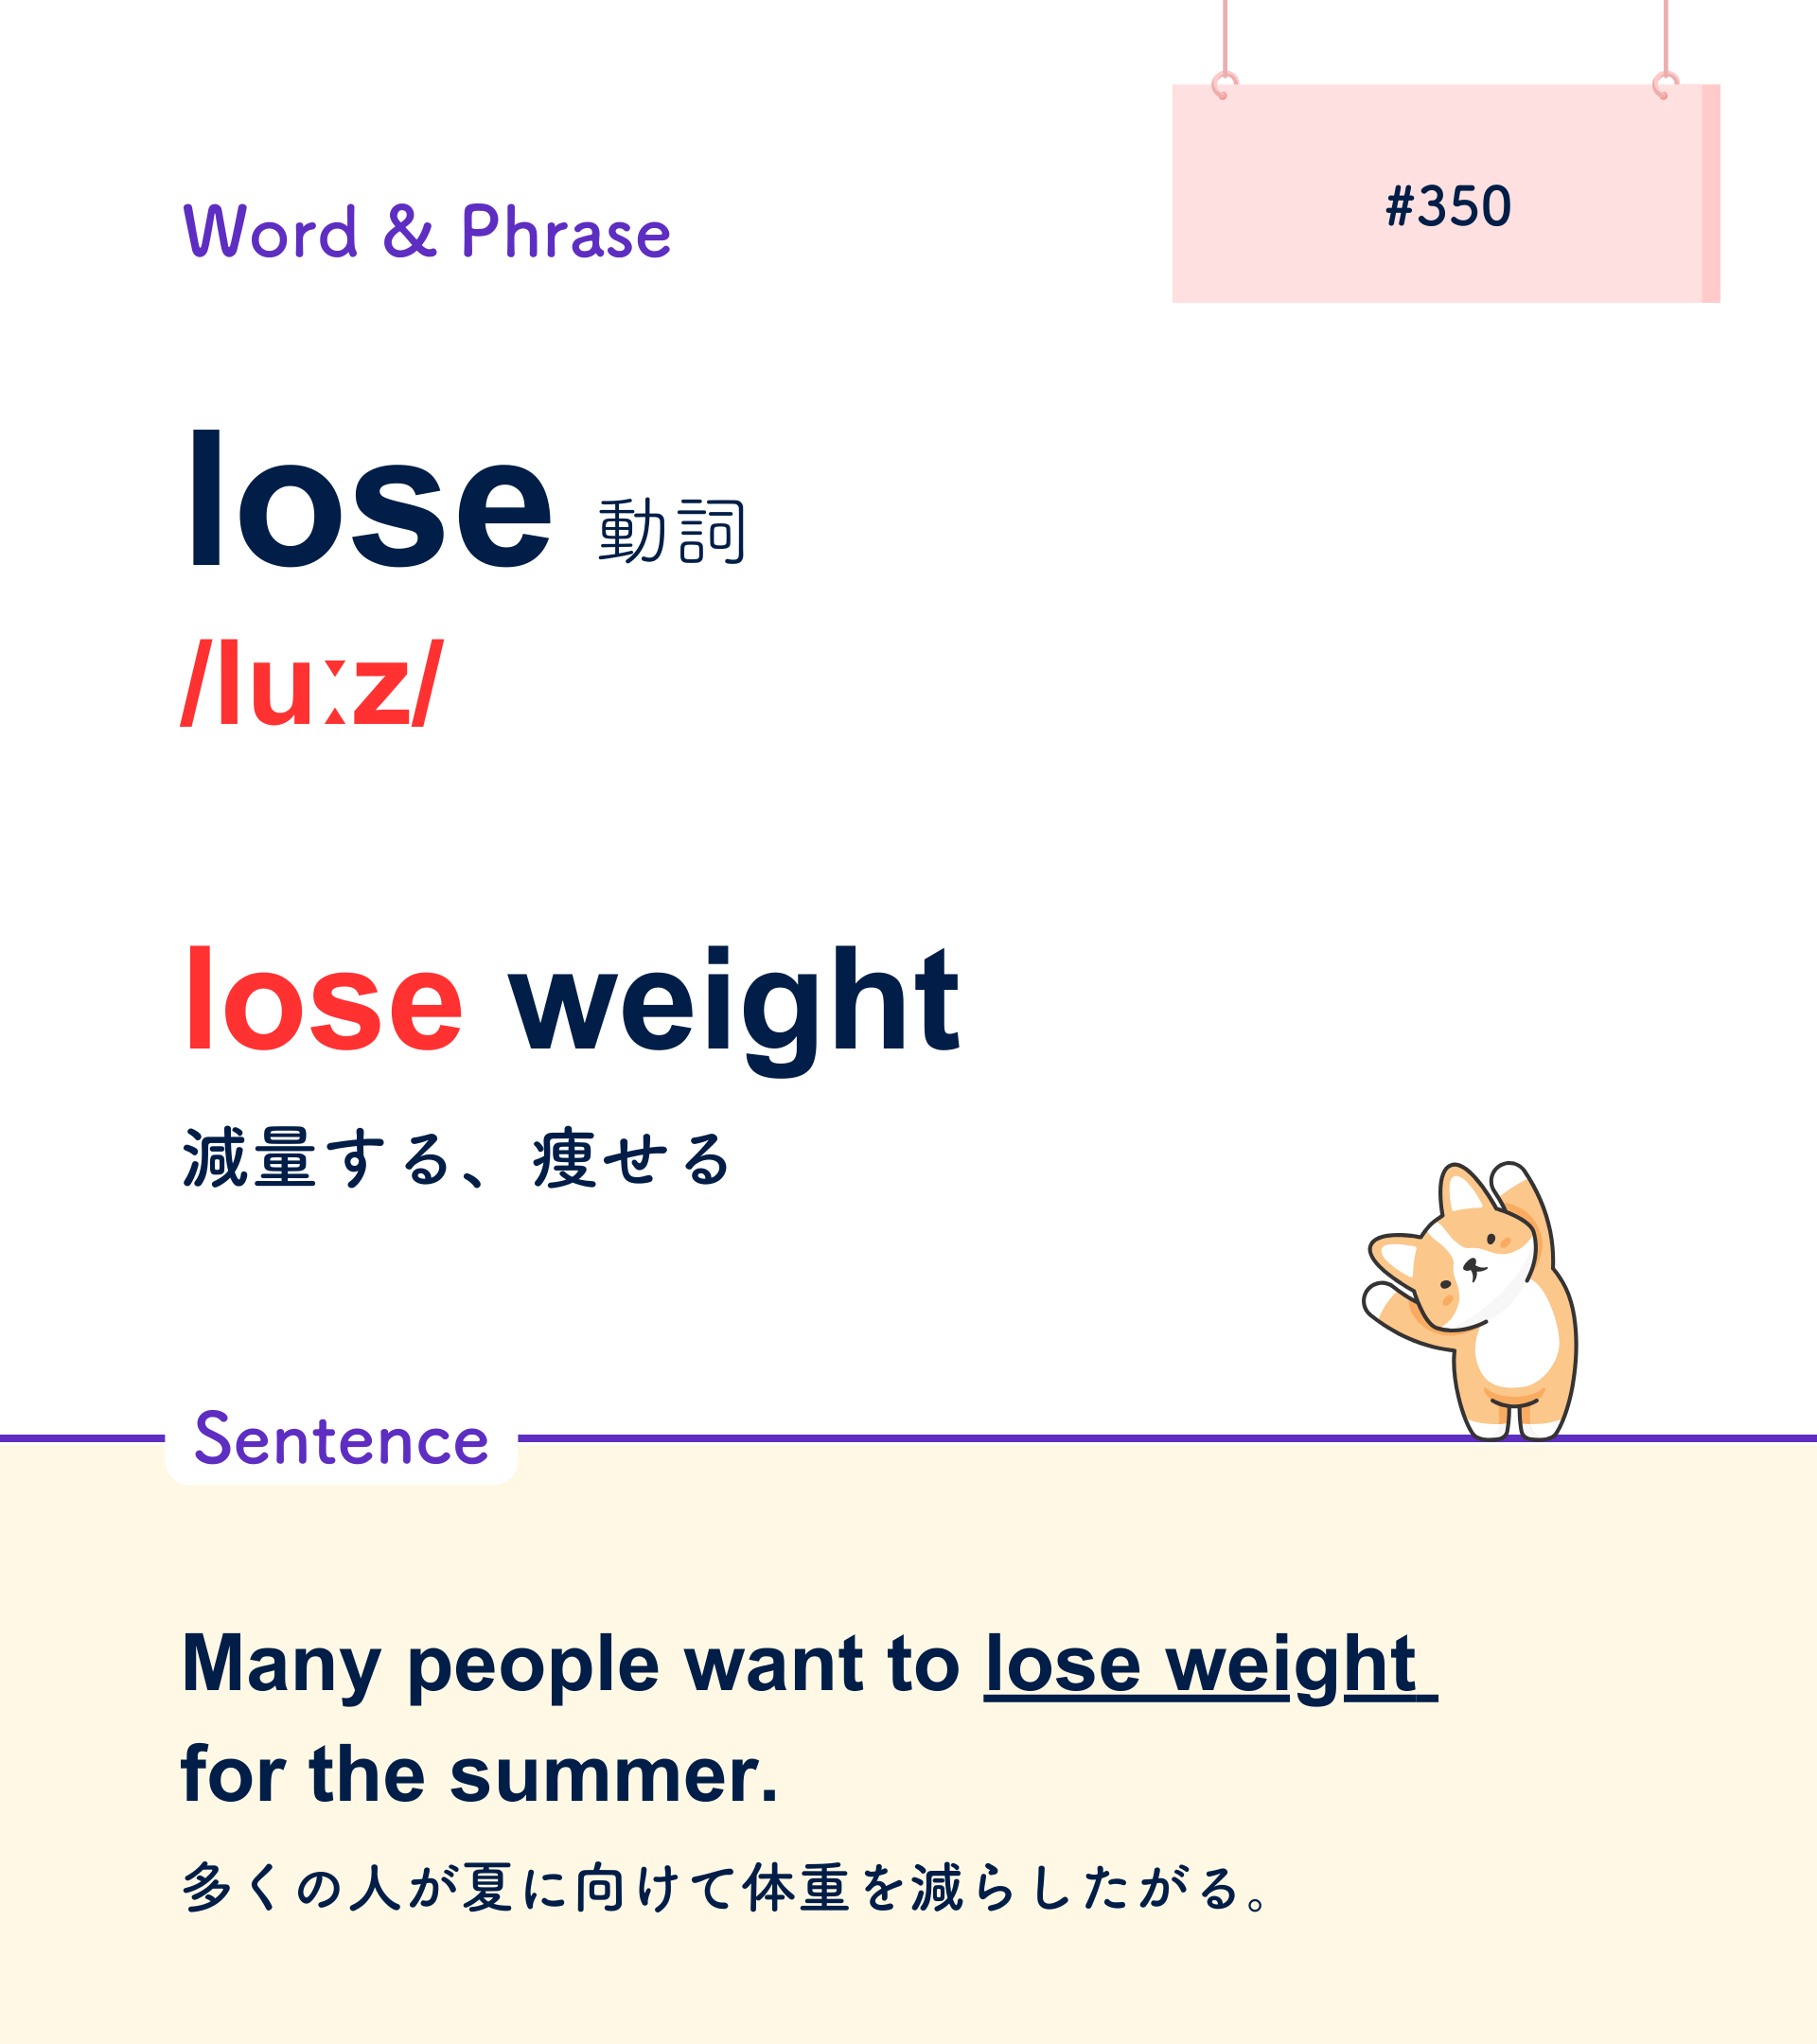 #350
Word & Phrase
lose 動詞
/luːz/
lose weight
減量する、痩せる
Sentence
Many people want to lose weight
for the summer.
多くの人が夏に向けて体重を減らしたがる。